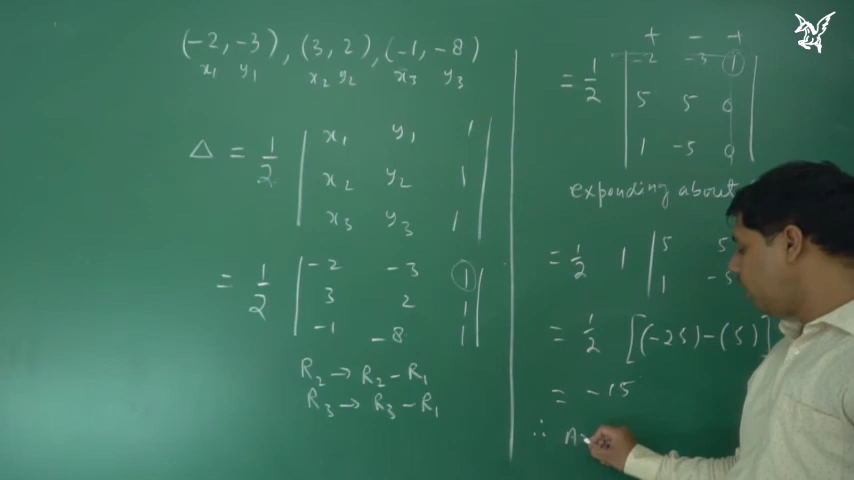 (-2, -3), (3, 2), (-1, -8)
x₁ y₁ x₂ y₂ x₃ y₃
Δ = 1/2 | x₁ y₁ 1 |
x₂ y₂ 1
x₃ y₃ 1
= 1/2 | -2 -3 1 |
3 2 1
-1 -8 1
R₂ → R₂ - R₁
R₃ → R₃ - R₁
+ - +
= 1/2 | -2 -3 1 |
5 5 0
1 -5 0
expanding about
= 1/2 1 | 5 5
1 -5
= 1/2 [(-25) - (5)]
= -15
∴